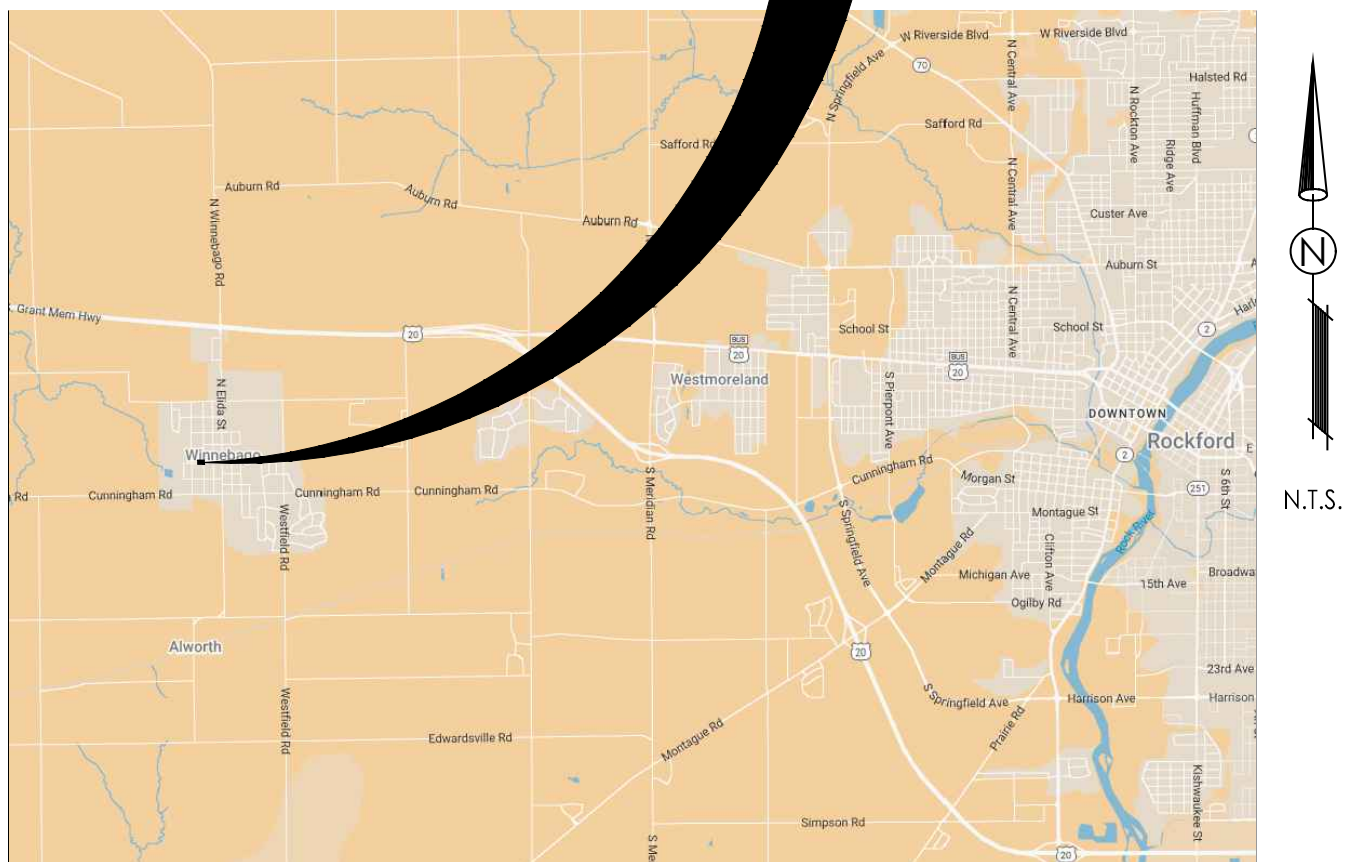 W Riverside Blvd
W Riverside Blvd
70
N Springfield Ave
N Central Ave
Halsted Rd
N Rockton Ave
Huffman Blvd
Safford Rd
Safford Rd
Ridge Ave
N Central Ave
Auburn Rd
Auburn Rd
Auburn Rd
N Winnebago Rd
Custer Ave
Auburn St
N
Grant Mem Hwy
20
N Central Ave
School St
School St
2
BUS
20
BUS
20
Westmoreland
S Pierpont Ave
N Elida St
DOWNTOWN
Rockford
Winnebago
2
Cunningham Rd
Morgan St
S 6th St
251
Cunningham Rd
Cunningham Rd
Cunningham Rd
S Meridian Rd
N.T.S.
Westfield Rd
S Springfield Ave
Montague St
Rock River
Montague Rd
Clifton Ave
Michigan Ave
15th Ave
Ogilby Rd
Alworth
20
23rd Ave
Westfield Rd
S Springfield Ave
Harrison Ave
Harrison
Prairie Rd
Edwardsville Rd
Montague Rd
Kishwaukee St
Simpson Rd
20